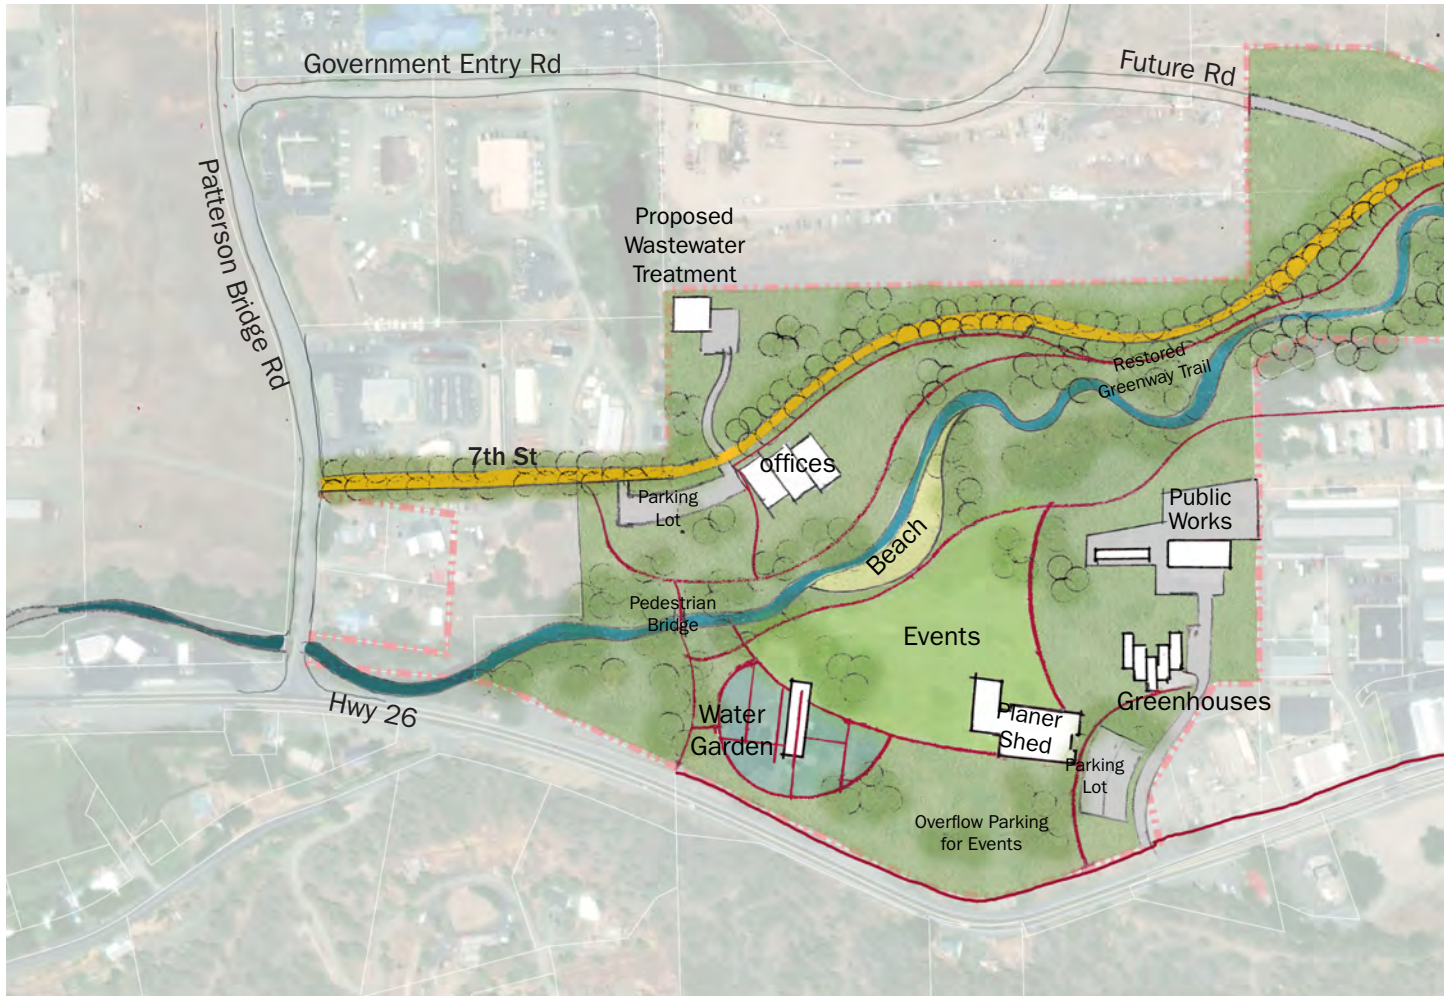 Government Entry Rd
Future Rd
Patterson Bridge Rd
Proposed
Wastewater
Treatment
Restored
Greenway Trail
7th St
offices
Parking
Lot
Public
Works
Beach
Pedestrian
Bridge
Events
Greenhouses
Hwy 26
Water
Garden
Planer
Shed
Parking
Lot
Overflow Parking
for Events